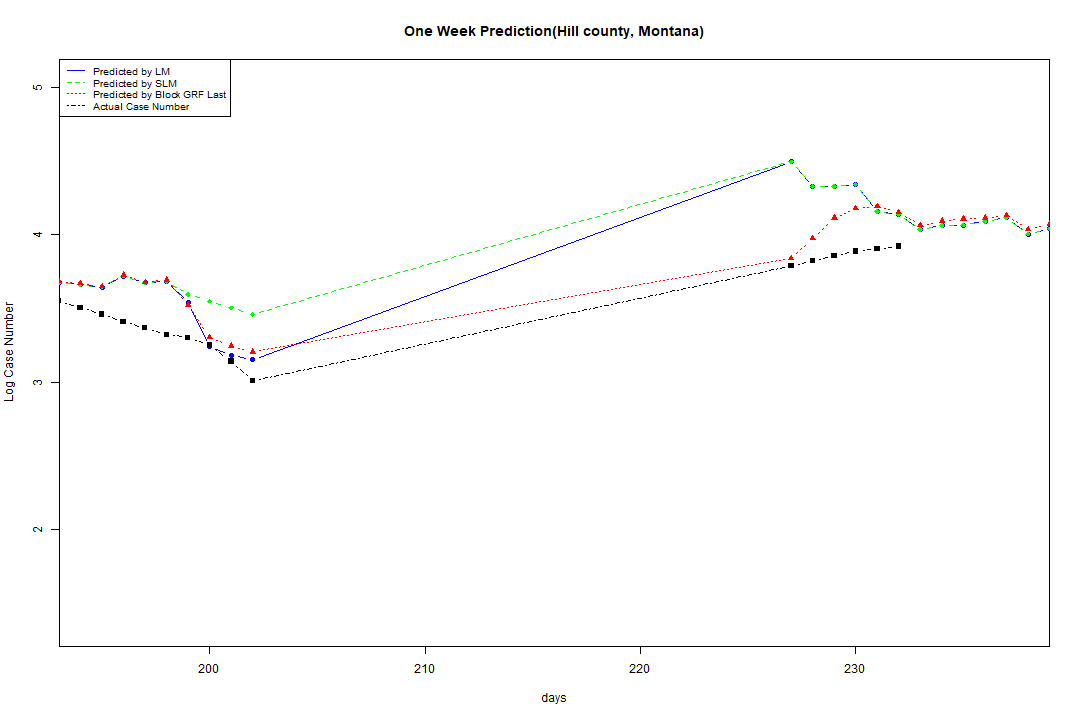 One Week Prediction(Hill county, Montana)
Predicted by LM
Predicted by SLM
Predicted by Block GRF Last
Actual Case Number
5
4
3
2
Log Case Number
200
210
220
230
days